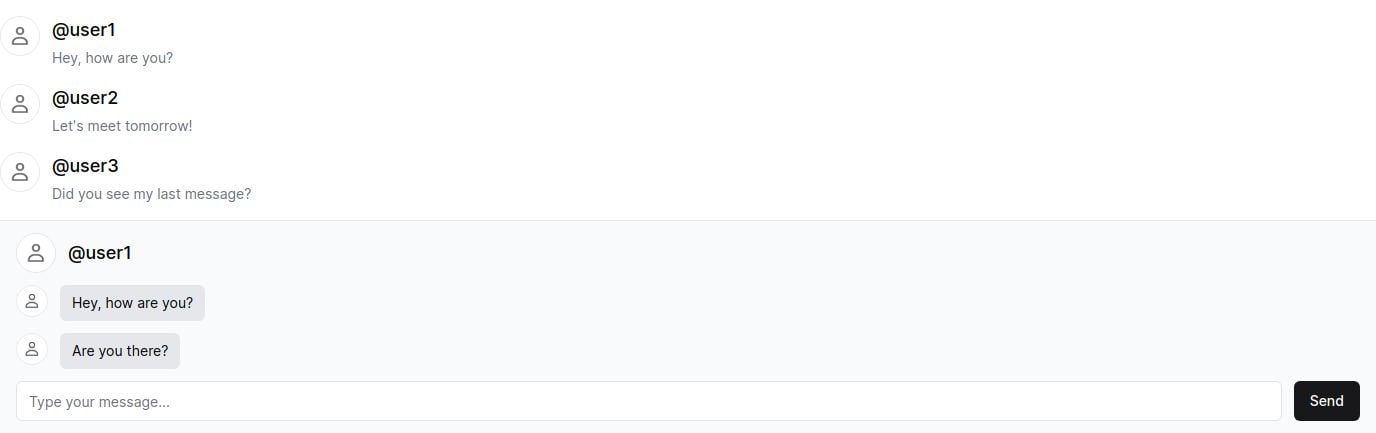 @user1
Hey, how are you?
@user2
Let's meet tomorrow!
@user3
Did you see my last message?
@user1
Hey, how are you?
Are you there?
Type your message...
Send